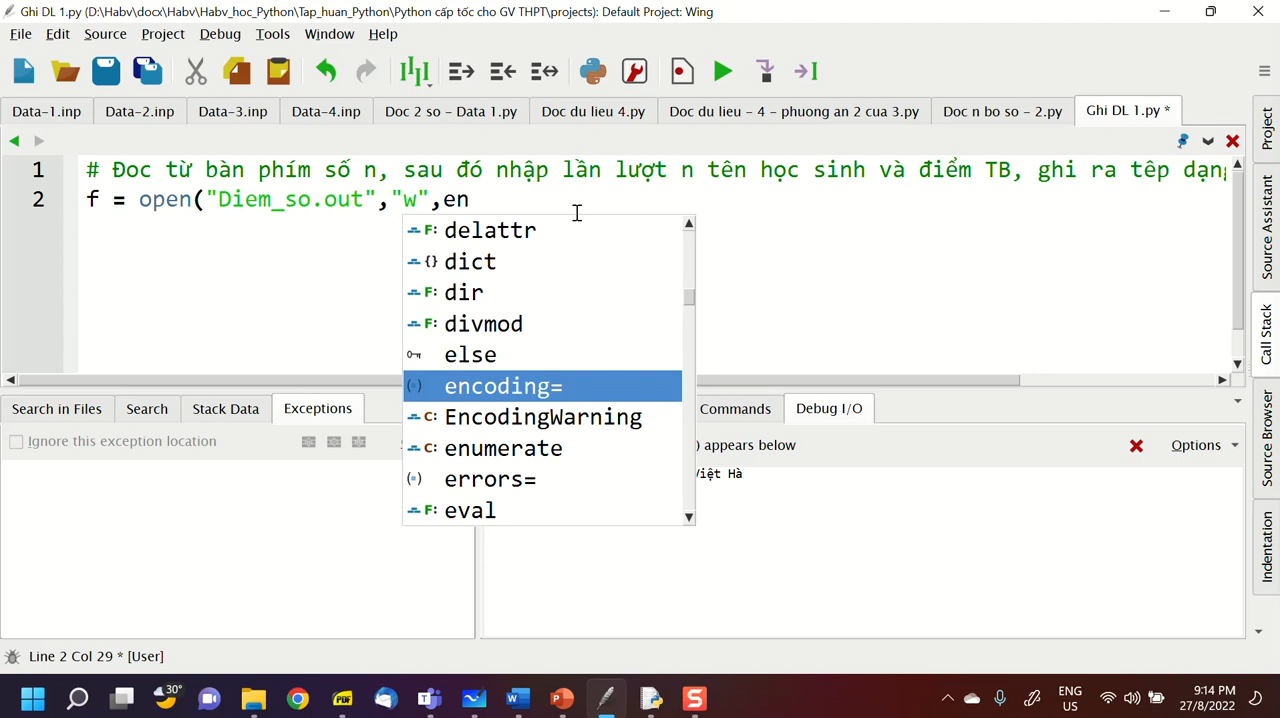 Ghi DL 1.py (D:\Habv\docx\Habv\Habv_hoc_Python\Tap_huan_Python\Python cấp tốc cho GV THPT\projects): Default Project: Wing
File Edit Source Project Debug Tools Window Help
Data-1.inp Data-2.inp Data-3.inp Data-4.inp Doc 2 so - Data 1.py Doc du lieu 4.py Doc du lieu - 4 - phuong an 2 cua 3.py Doc n bo so - 2.py Ghi DL 1.py *
1 # Đoc từ bàn phím số n, sau đó nhập lần lượt n tên học sinh và điểm TB, ghi ra têp dạng
2 f = open("Diem_so.out","w",en
F: delattr
{} dict
F: dir
F: divmod
else
encoding=
C: EncodingWarning
C: enumerate
errors=
F: eval
Search in Files Search Stack Data Exceptions Commands Debug I/O
Ignore this exception location
) appears below Options
iệt Hà
Project
Source Assistant
Call Stack
Source Browser
Indentation
Line 2 Col 29 * [User]
30°
PDF
ENG
US
9:14 PM
27/8/2022